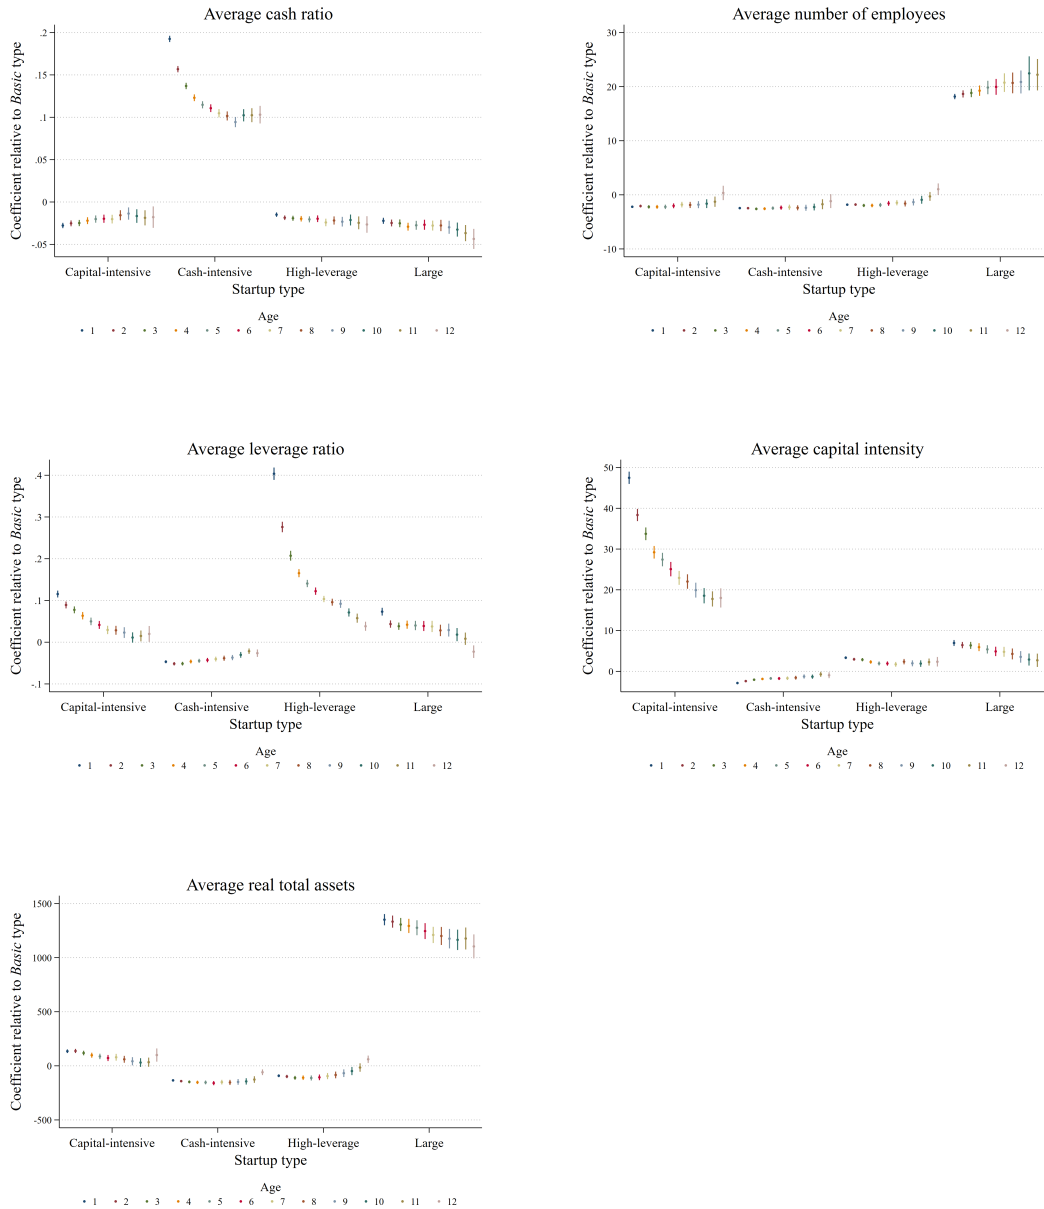 Average cash ratio
Coefficient relative to Basic type
.2
.15
.1
.05
0
-.05
Capital-intensive Cash-intensive High-leverage Large
Startup type
Age
1 2 3 4 5 6 7 8 9 10 11 12
Average number of employees
Coefficient relative to Basic type
30
20
10
0
-10
Capital-intensive Cash-intensive High-leverage Large
Startup type
Age
1 2 3 4 5 6 7 8 9 10 11 12
Average leverage ratio
Coefficient relative to Basic type
.4
.3
.2
.1
0
-.1
Capital-intensive Cash-intensive High-leverage Large
Startup type
Age
1 2 3 4 5 6 7 8 9 10 11 12
Average capital intensity
Coefficient relative to Basic type
50
40
30
20
10
0
Capital-intensive Cash-intensive High-leverage Large
Startup type
Age
1 2 3 4 5 6 7 8 9 10 11 12
Average real total assets
Coefficient relative to Basic type
1500
1000
500
0
-500
Capital-intensive Cash-intensive High-leverage Large
Startup type
Age
1 2 3 4 5 6 7 8 9 10 11 12